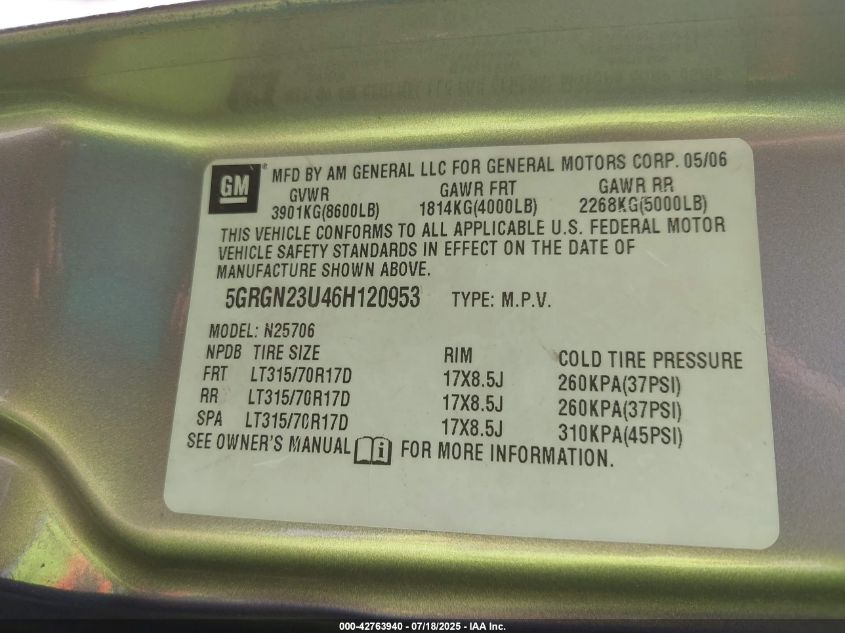 GM ® MFD BY AM GENERAL LLC FOR GENERAL MOTORS CORP. 05/06
GVWR GAWR FRT GAWR RR
3901KG(8600LB) 1814KG(4000LB) 2268KG(5000LB)
THIS VEHICLE CONFORMS TO ALL APPLICABLE U.S. FEDERAL MOTOR
VEHICLE SAFETY STANDARDS IN EFFECT ON THE DATE OF
MANUFACTURE SHOWN ABOVE.
5GRGN23U46H120953 TYPE: M.P.V.
MODEL: N25706
NPDB TIRE SIZE RIM COLD TIRE PRESSURE
FRT LT315/70R17D 17X8.5J 260KPA(37PSI)
RR LT315/70R17D 17X8.5J 260KPA(37PSI)
SPA LT315/70R17D 17X8.5J 310KPA(45PSI)
SEE OWNER'S MANUAL i FOR MORE INFORMATION.
000-42763940 - 07/18/2025 - IAA Inc.